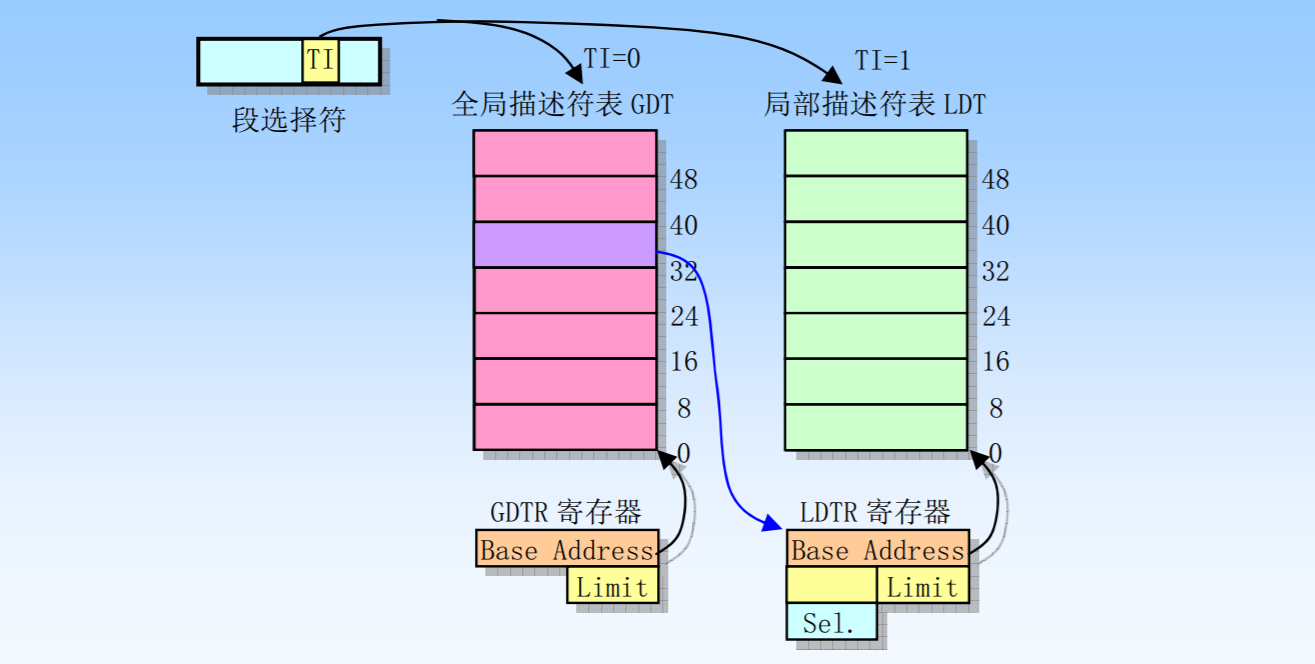 TI
段选择符
TI=0
TI=1
全局描述符表 GDT
局部描述符表 LDT
48
40
32
24
16
8
0
48
40
32
24
16
8
0
GDTR 寄存器
Base Address
Limit
LDTR 寄存器
Base Address
Limit
Sel.